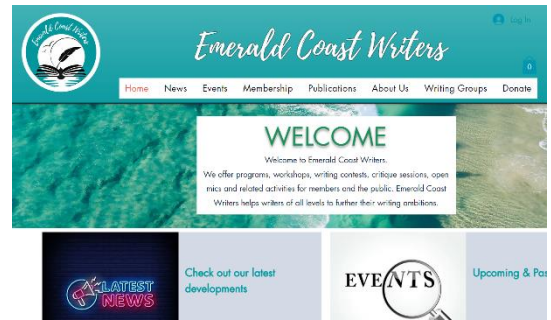 Emerald Coast Writers
Log In
Emerald Coast Writers
0
Home News Events Membership Publications About Us Writing Groups Donate
WELCOME
Welcome to Emerald Coast Writers.
We offer programs, workshops, writing contests, critique sessions, open
mics and related activities for members and the public. Emerald Coast
Writers helps writers of all levels to further their writing ambitions.
LATEST
NEWS
Check out our latest
developments
EVENTS
Upcoming & Pas